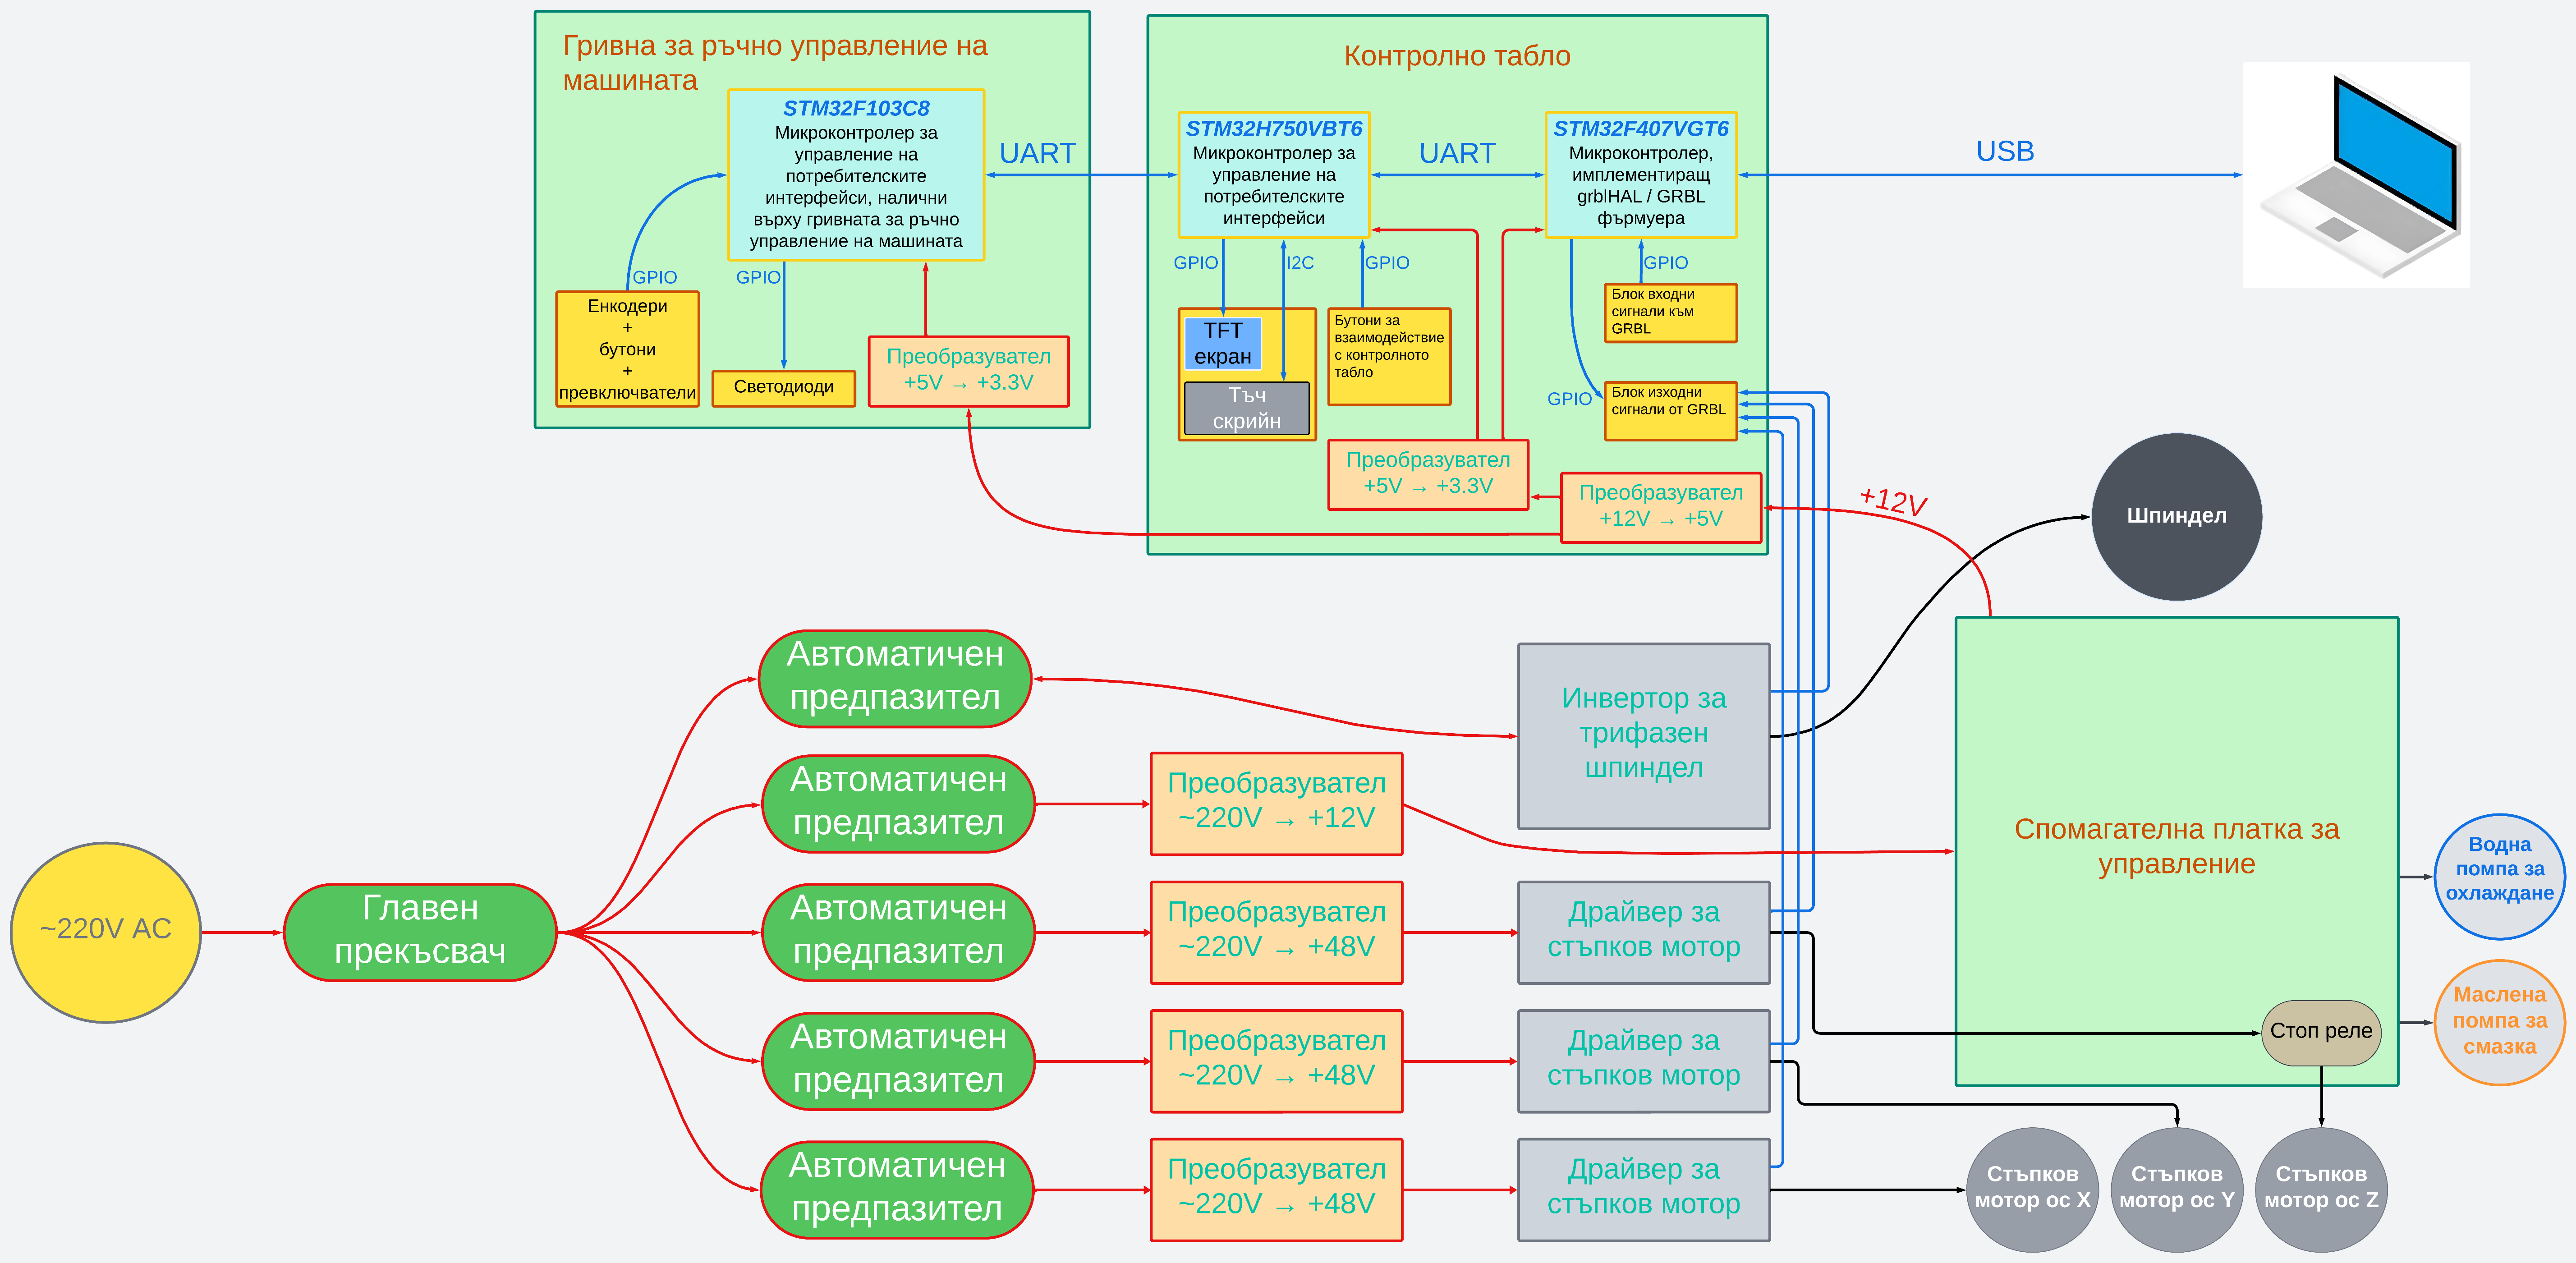 Гривна за ръчно управление на
машината
STM32F103C8
Микроконтролер за
управление на
потребителските
интерфейси, налични
върху гривната за ръчно
управление на машината
GPIO
GPIO
Енкодери
+
бутони
+
превключватели
Светодиоди
Преобразувател
+5V → +3.3V
UART
Контролно табло
STM32H750VBT6
Микроконтролер за
управление на
потребителските
интерфейси
UART
STM32F407VGT6
Микроконтролер,
имплементиращ
grblHAL / GRBL
фърмуера
GPIO
I2C
GPIO
GPIO
TFT
екран
Тъч
скрийн
Бутони за
взаимодействие
с контролното
табло
Блок входни
сигнали към
GRBL
GPIO
Блок изходни
сигнали от GRBL
Преобразувател
+5V → +3.3V
Преобразувател
+12V → +5V
USB
+12V
Шпиндел
Автоматичен
предпазител
Инвертор за
трифазен
шпиндел
Автоматичен
предпазител
Преобразувател
~220V → +12V
Спомагателна платка за
управление
Водна
помпа за
охлаждане
~220V AC
Главен
прекъсвач
Автоматичен
предпазител
Преобразувател
~220V → +48V
Драйвер за
стъпков мотор
Маслена
помпа за
смазка
Стоп реле
Автоматичен
предпазител
Преобразувател
~220V → +48V
Драйвер за
стъпков мотор
Автоматичен
предпазител
Преобразувател
~220V → +48V
Драйвер за
стъпков мотор
Стъпков
мотор ос X
Стъпков
мотор ос Y
Стъпков
мотор ос Z